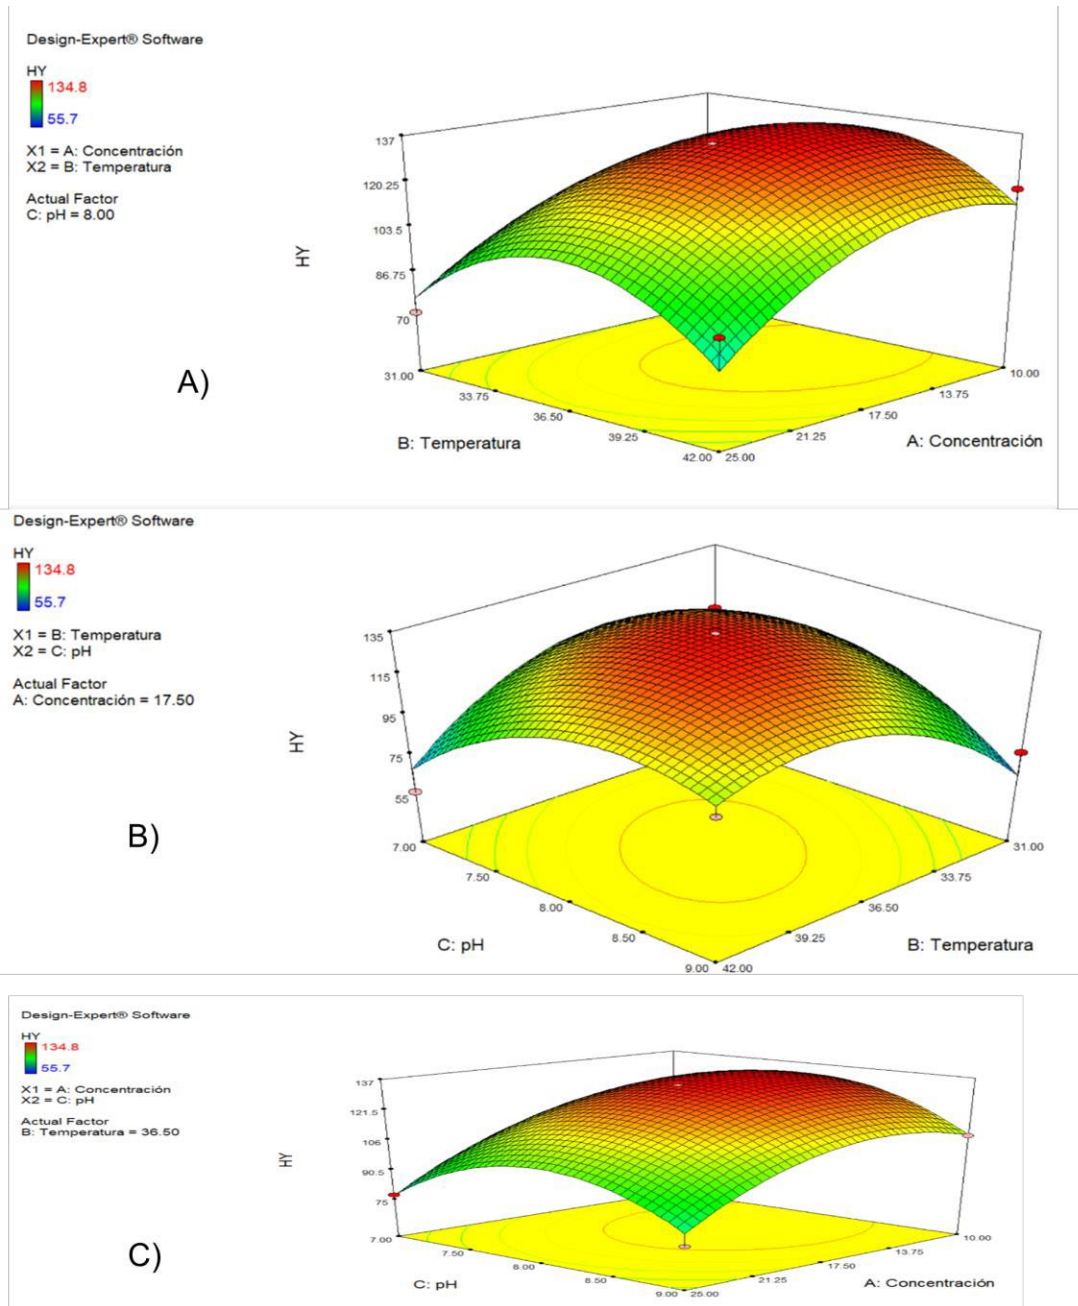 Design-Expert® Software
HY
134.8
55.7
X1 = A: Concentración
X2 = B: Temperatura
Actual Factor
C: pH = 8.00
137
120.25
103.5
86.75
70
HY
31.00
33.75
36.50
39.25
42.00
25.00
21.25
17.50
13.75
10.00
B: Temperatura
A: Concentración
A)
Design-Expert® Software
HY
134.8
55.7
X1 = B: Temperatura
X2 = C: pH
Actual Factor
A: Concentración = 17.50
135
115
95
75
55
HY
7.00
7.50
8.00
8.50
9.00
42.00
39.25
36.50
33.75
31.00
C: pH
B: Temperatura
B)
Design-Expert® Software
HY
134.8
55.7
X1 = A: Concentración
X2 = C: pH
Actual Factor
B: Temperatura = 36.50
137
121.5
106
90.5
75
HY
7.00
7.50
8.00
8.50
9.00
25.00
21.25
17.50
13.75
10.00
C: pH
A: Concentración
C)